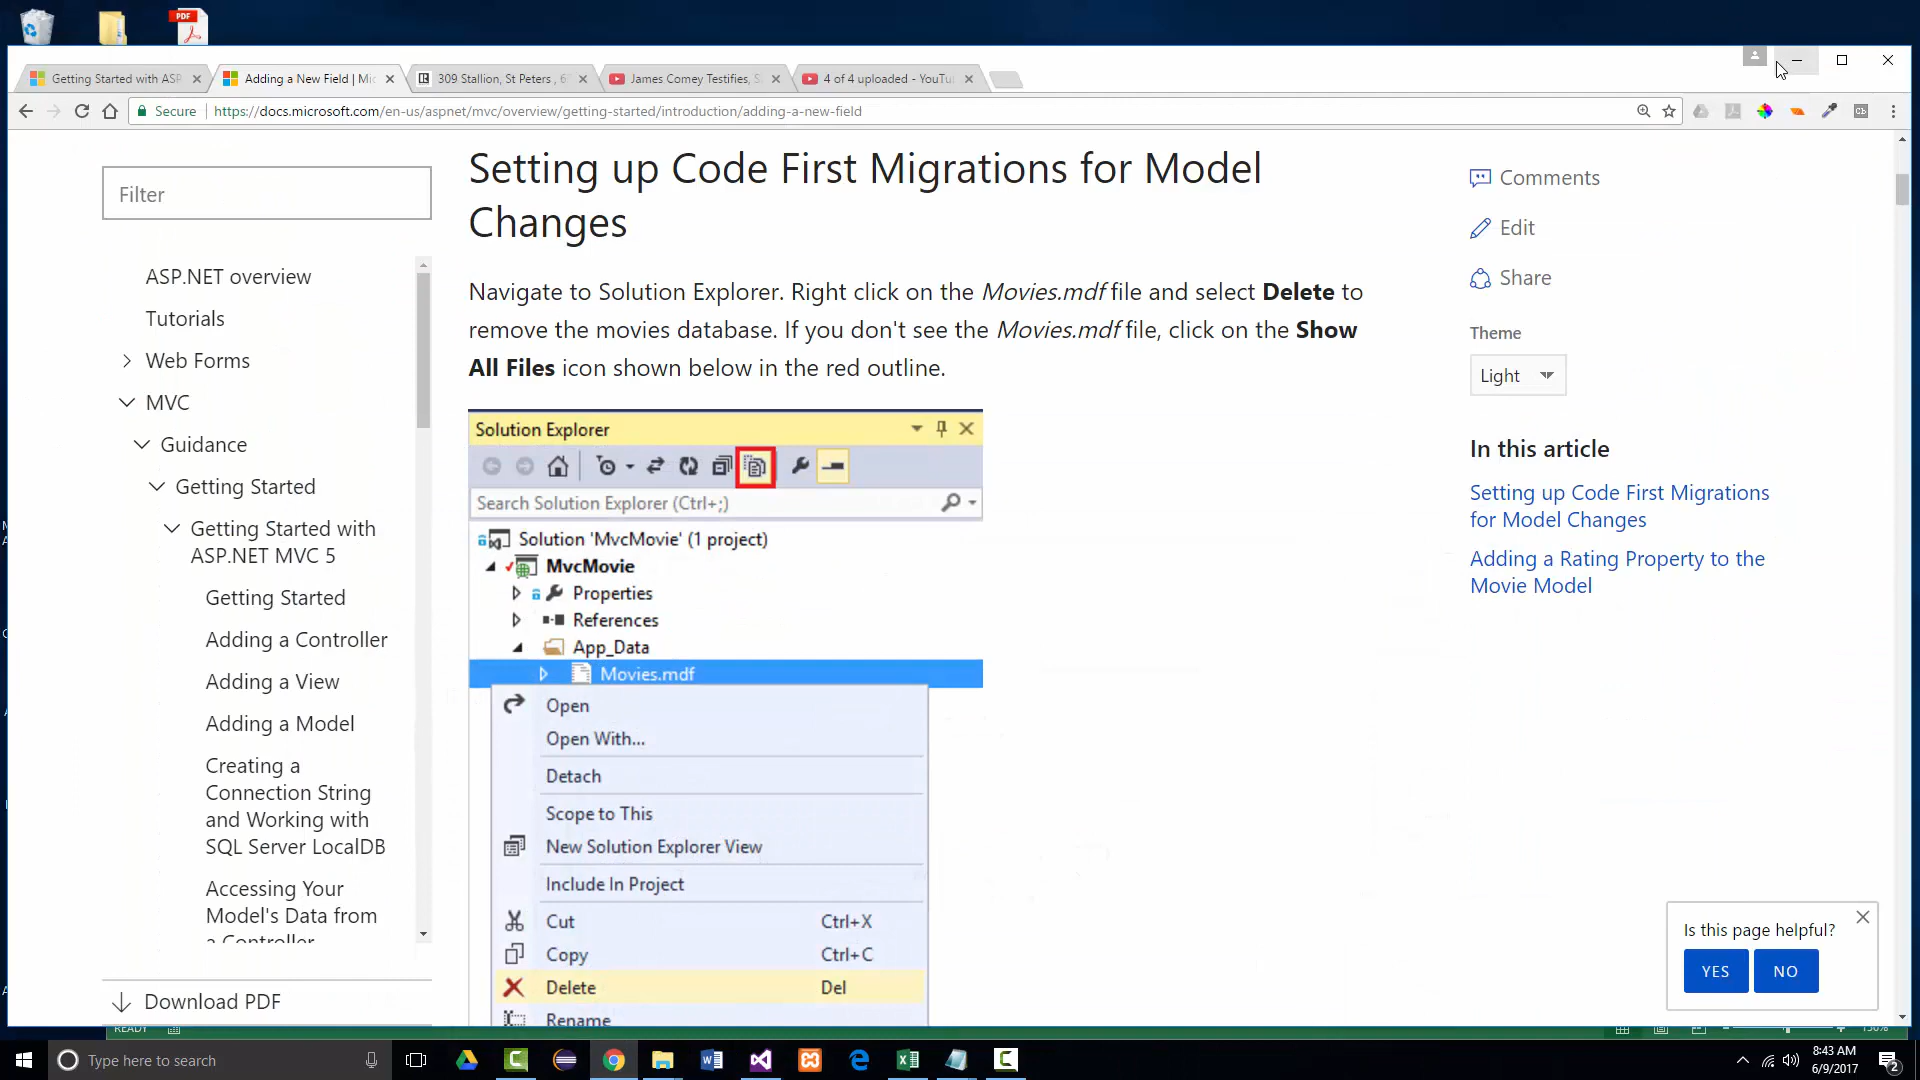 PDF
Getting Started with ASP
Adding a New Field | Mic
309 Stallion, St Peters , 6
James Comey Testifies, S
4 of 4 uploaded - YouTu
Secure
https://docs.microsoft.com/en-us/aspnet/mvc/overview/getting-started/introduction/adding-a-new-field
Filter
ASP.NET overview
Tutorials
Web Forms
MVC
Guidance
Getting Started
Getting Started with
ASP.NET MVC 5
Getting Started
Adding a Controller
Adding a View
Adding a Model
Creating a
Connection String
and Working with
SQL Server LocalDB
Accessing Your
Model's Data from
a Controller
Download PDF
Setting up Code First Migrations for Model
Changes
Navigate to Solution Explorer. Right click on the Movies.mdf file and select Delete to
remove the movies database. If you don't see the Movies.mdf file, click on the Show
All Files icon shown below in the red outline.
Solution Explorer
Search Solution Explorer (Ctrl+;)
Solution 'MvcMovie' (1 project)
MvcMovie
Properties
References
App_Data
Movies.mdf
Open
Open With...
Detach
Scope to This
New Solution Explorer View
Include In Project
Cut Ctrl+X
Copy Ctrl+C
Delete Del
Rename
Comments
Edit
Share
Theme
Light
In this article
Setting up Code First Migrations
for Model Changes
Adding a Rating Property to the
Movie Model
Is this page helpful?
YES NO
READY
150%
Type here to search
8:43 AM
6/9/2017
2